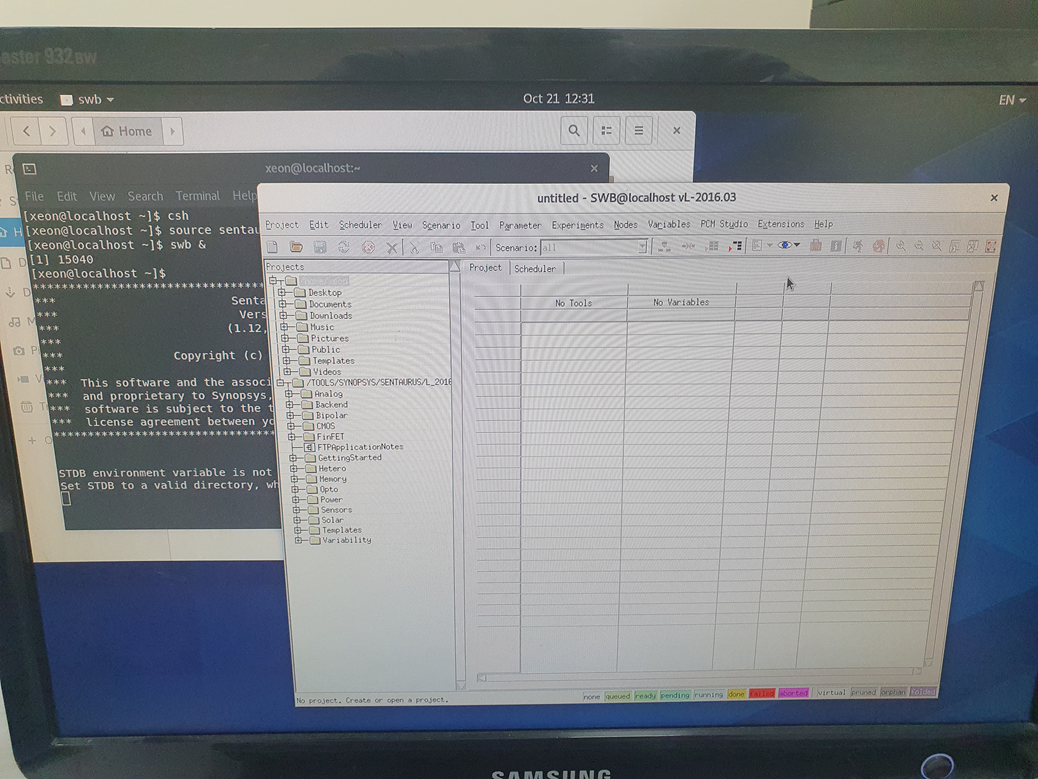 aster 932BW
ctivities swb Oct 21 12:31 EN
Home
xeon@localhost:~
File Edit View Search Terminal Help
[xeon@localhost ~]$ csh
[xeon@localhost ~]$ source sentau
[xeon@localhost ~]$ swb &
[1] 15040
[xeon@localhost ~]$
****************************************
*** Senta
*** Vers
*** (1.12,
***
*** Copyright (c)
***
*** This software and the associ
*** and proprietary to Synopsys,
*** software is subject to the t
*** license agreement between yo
****************************************
STDB environment variable is not
Set STDB to a valid directory, wh
untitled - SWB@localhost vL-2016.03
Project Edit Scheduler View Scenario Tool Parameter Experiments Nodes Variables PCM Studio Extensions Help
Scenario: all
Projects
Desktop
Documents
Downloads
Music
Pictures
Public
Templates
Videos
/TOOLS/SYNOPSYS/SENTAURUS/L_2016
Analog
Backend
Bipolar
CMOS
FinFET
FTPApplicationNotes
GettingStarted
Hetero
Memory
Opto
Power
Sensors
Solar
Templates
Variability
Project Scheduler
No Tools No Variables
No project. Create or open a project.
none queued ready pending running done failed aborted virtual pruned orphan folded
SAMSUNG